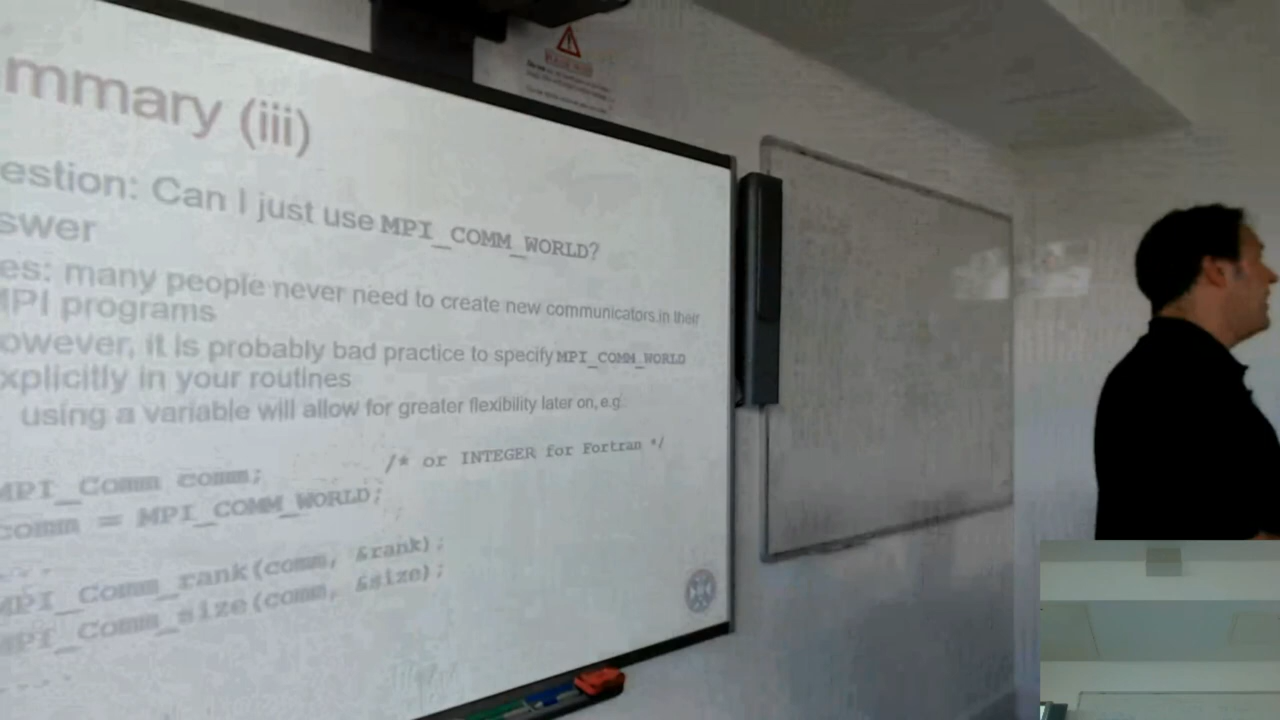 mmary (iii)
estion: Can I just use MPI_COMM_WORLD?
swer
es: many people never need to create new communicators in their
MPI programs
owever, it is probably bad practice to specify MPI_COMM_WORLD
xplicitly in your routines
using a variable will allow for greater flexibility later on, e.g.
MPI_Comm comm; /* or INTEGER for Fortran */
comm = MPI_COMM_WORLD;
....
MPI_Comm_rank(comm, &rank);
MPI_Comm_size(comm, &size);
....